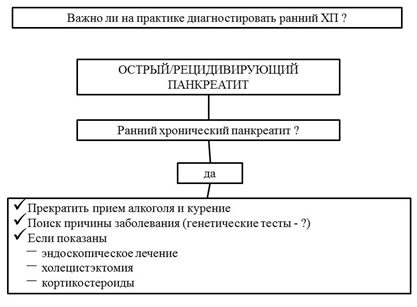 Важно ли на практике диагностировать ранний ХП ?
ОСТРЫЙ/РЕЦИДИВИРУЮЩИЙ
ПАНКРЕАТИТ
Ранний хронический панкреатит ?
да
✓Прекратить прием алкоголя и курение
✓Поиск причины заболевания (генетические тесты - ?)
✓Если показаны
– эндоскопическое лечение
– холецистэктомия
– кортикостероиды